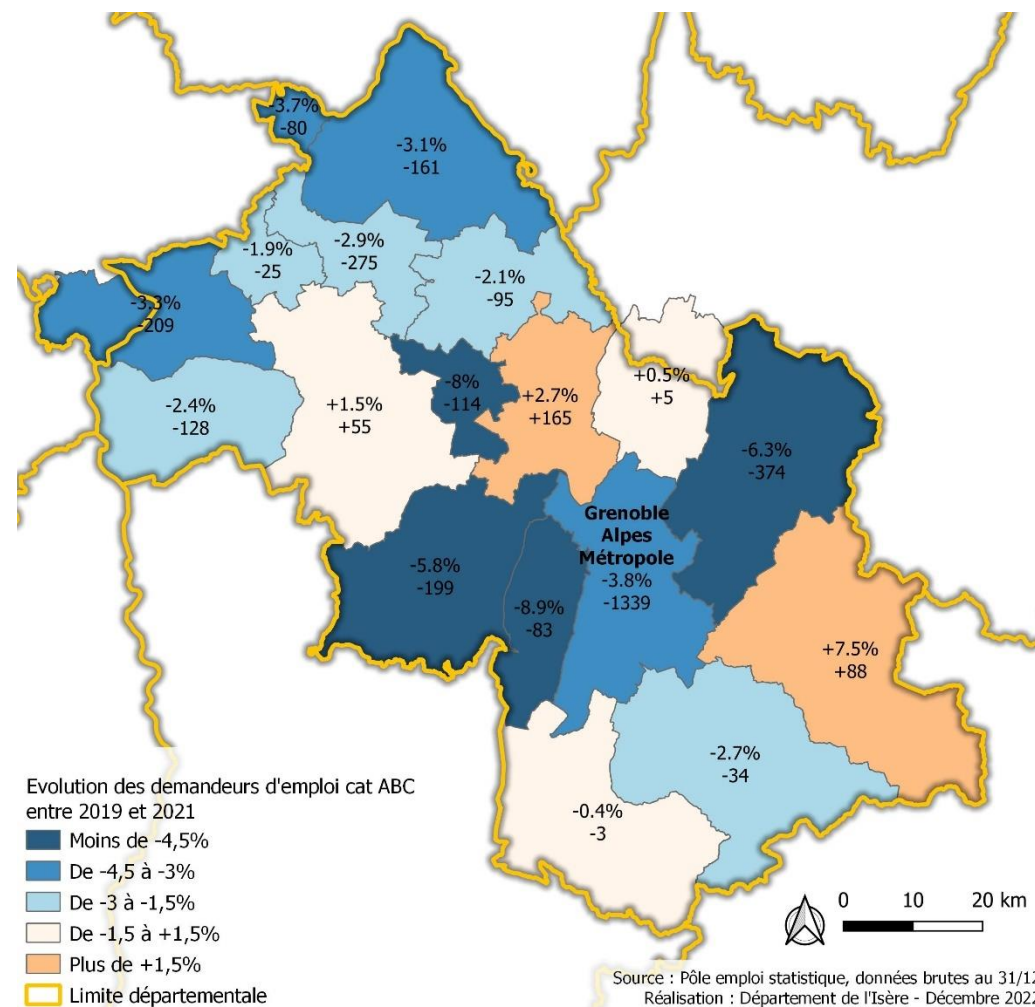 -3.7%
-80
-3.1%
-161
-1.9%
-25
-2.9%
-275
-2.1%
-95
-3.3%
-209
-2.4%
-128
+1.5%
+55
-8%
-114
+2.7%
+165
+0.5%
+5
-6.3%
-374
Grenoble
Alpes
Métropole
-3.8%
-1339
-5.8%
-199
-8.9%
-83
+7.5%
+88
-2.7%
-34
-0.4%
-3
Evolution des demandeurs d'emploi cat ABC
entre 2019 et 2021
Moins de -4,5%
De -4,5 à -3%
De -3 à -1,5%
De -1,5 à +1,5%
Plus de +1,5%
Limite départementale
0 10 20 km
Source : Pôle emploi statistique, données brutes au 31/12
Réalisation : Département de l'Isère - Décembre 2022